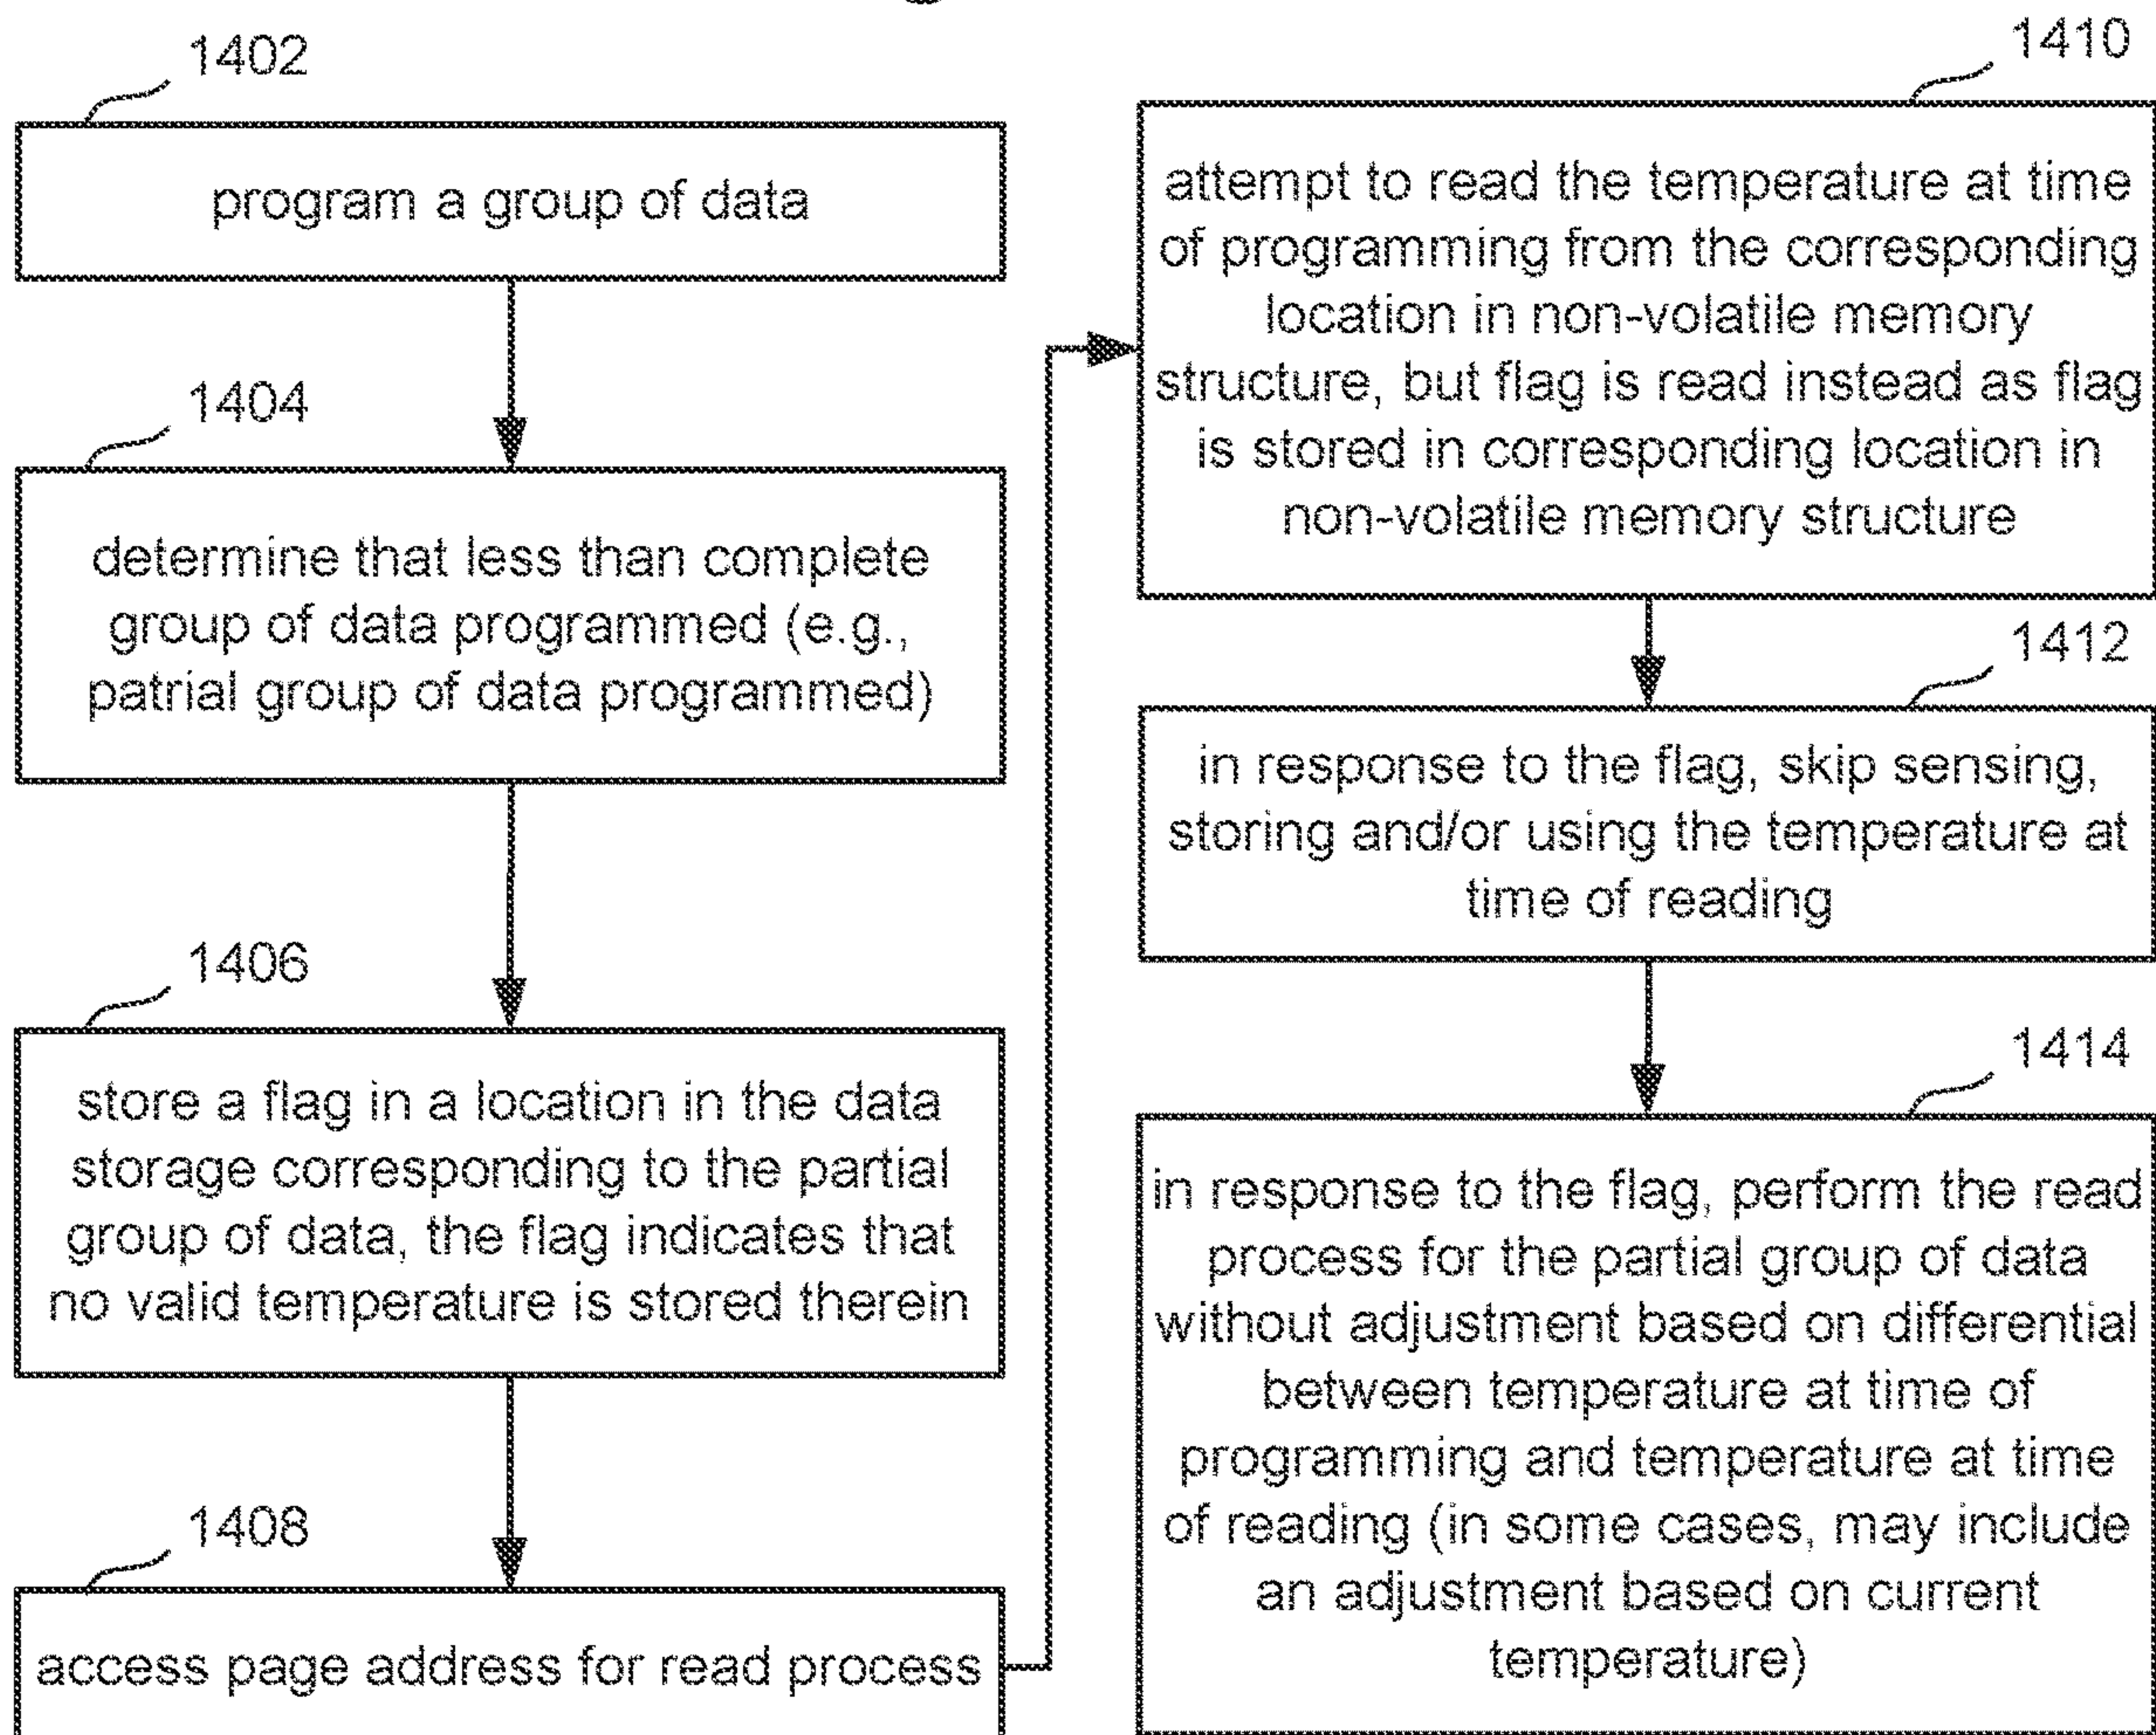 1402
program a group of data
1404
determine that less than complete
group of data programmed (e.g.,
patrial group of data programmed)
1406
store a flag in a location in the data
storage corresponding to the partial
group of data, the flag indicates that
no valid temperature is stored therein
1408
access page address for read process
1410
attempt to read the temperature at time
of programming from the corresponding
location in non-volatile memory
structure, but flag is read instead as flag
is stored in corresponding location in
non-volatile memory structure
1412
in response to the flag, skip sensing,
storing and/or using the temperature at
time of reading
1414
in response to the flag, perform the read
process for the partial group of data
without adjustment based on differential
between temperature at time of
programming and temperature at time
of reading (in some cases, may include
an adjustment based on current
temperature)